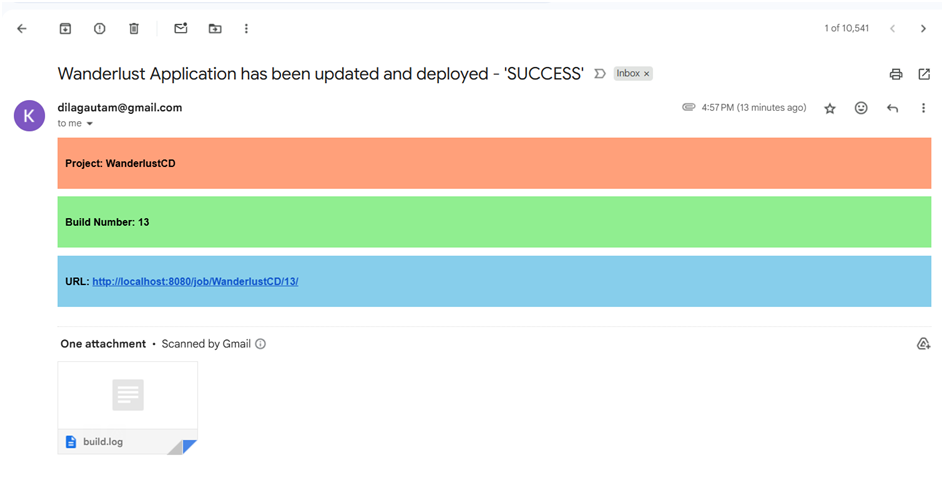 1 of 10,541
Wanderlust Application has been updated and deployed - 'SUCCESS' Inbox ×
K
dilagautam@gmail.com 4:57 PM (13 minutes ago)
to me
Project: WanderlustCD
Build Number: 13
URL: http://localhost:8080/job/WanderlustCD/13/
One attachment • Scanned by Gmail
build.log